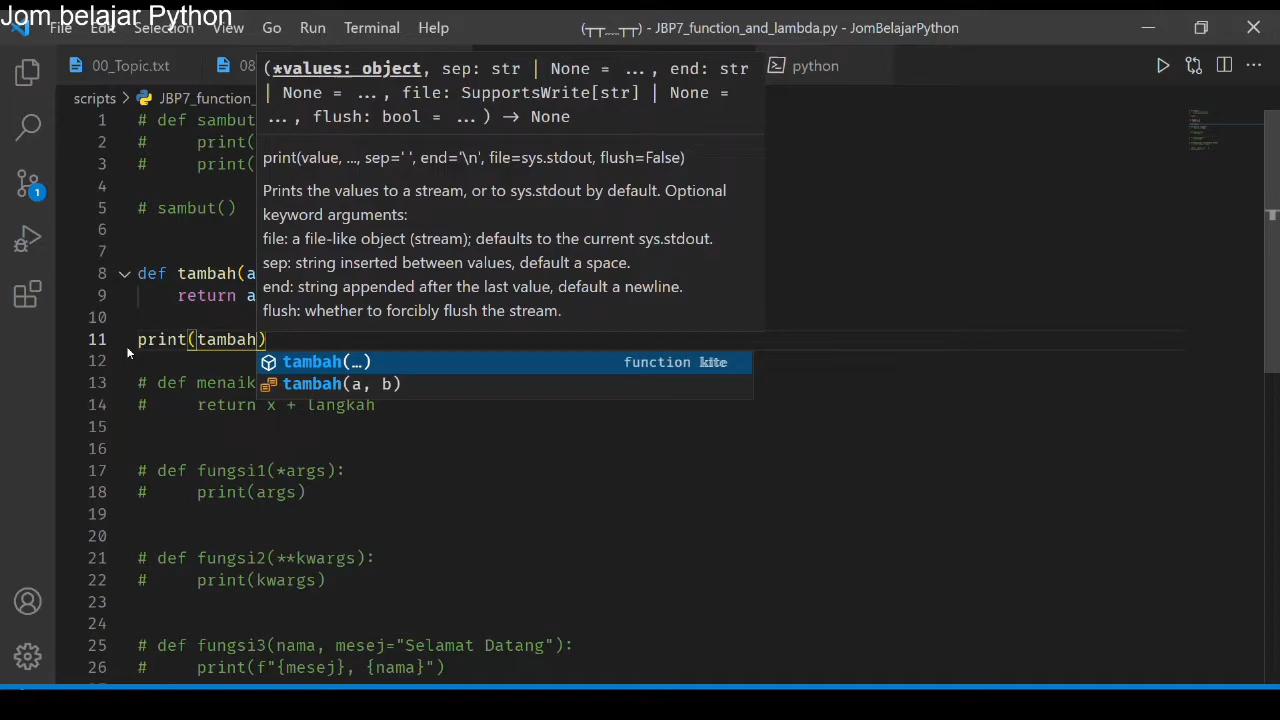 Jom belajar Python
File Edit Selection View Go Run Terminal Help (┬┬﹏┬┬) - JBP7_function_and_lambda.py - JomBelajarPython
00_Topic.txt 08 python
scripts > JBP7_function_
(*values: object, sep: str | None = ..., end: str
| None = ..., file: SupportsWrite[str] | None =
..., flush: bool = ...) -> None
print(value, ..., sep=' ', end='\n', file=sys.stdout, flush=False)
Prints the values to a stream, or to sys.stdout by default. Optional
keyword arguments:
file: a file-like object (stream); defaults to the current sys.stdout.
sep: string inserted between values, default a space.
end: string appended after the last value, default a newline.
flush: whether to forcibly flush the stream.
1 # def sambut
2 # print(
3 # print(
4
5 # sambut()
6
7
8 def tambah(a
9 return a
10
11 print(tambah)
tambah(…) function kite
tambah(a, b)
12
13 # def menaik
14 # return x + langkah
15
16
17 # def fungsi1(*args):
18 # print(args)
19
20
21 # def fungsi2(**kwargs):
22 # print(kwargs)
23
24
25 # def fungsi3(nama, mesej="Selamat Datang"):
26 # print(f"{mesej}, {nama}")
1